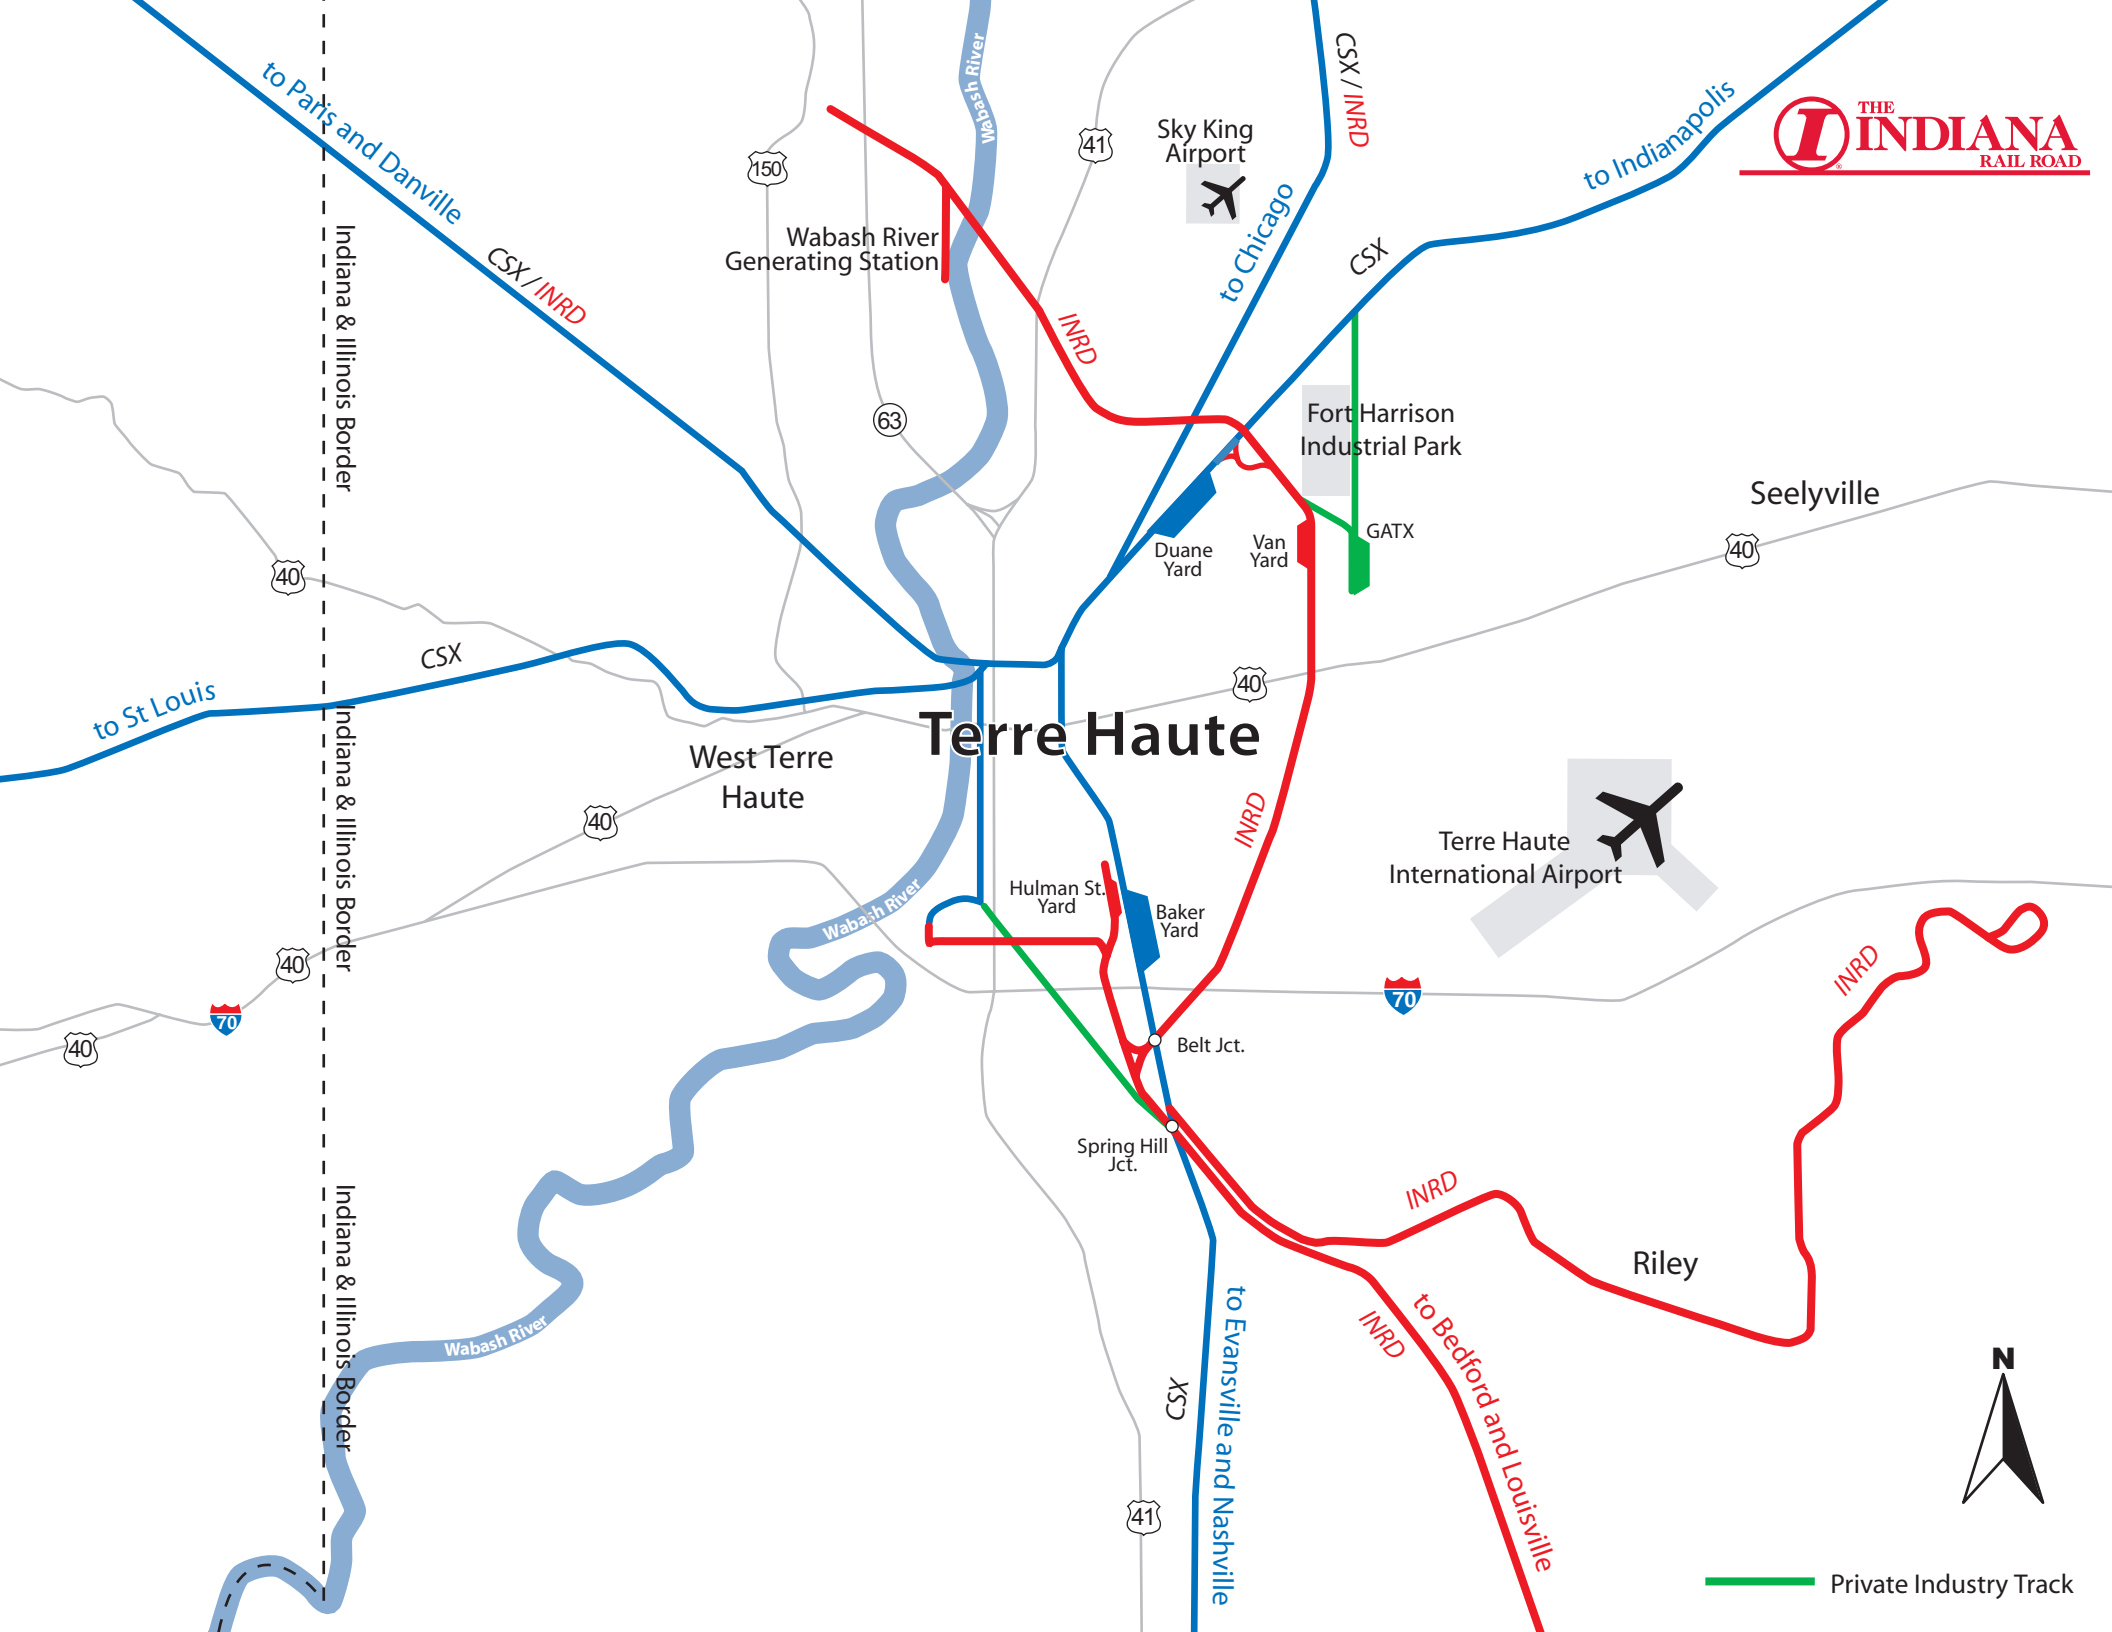 THE
INDIANA
RAIL ROAD
to Paris and Danville
CSX / INRD
Indiana & Illinois Border
150
Wabash River
41
Sky King
Airport
CSX / INRD
to Chicago
to Indianapolis
CSX
Wabash River
Generating Station
INRD
63
Fort Harrison
Industrial Park
Seelyville
40
Duane
Yard
Van
Yard
GATX
40
40
CSX
to St Louis
Indiana & Illinois Border
Terre Haute
West Terre
Haute
40
40
INRD
Terre Haute
International Airport
Wabash River
Hulman St.
Yard
Baker
Yard
40
70
40
70
INRD
Belt Jct.
Spring Hill
Jct.
Indiana & Illinois Border
INRD
Riley
Wabash River
CSX
to Evansville and Nashville
INRD
to Bedford and Louisville
41
N
Private Industry Track